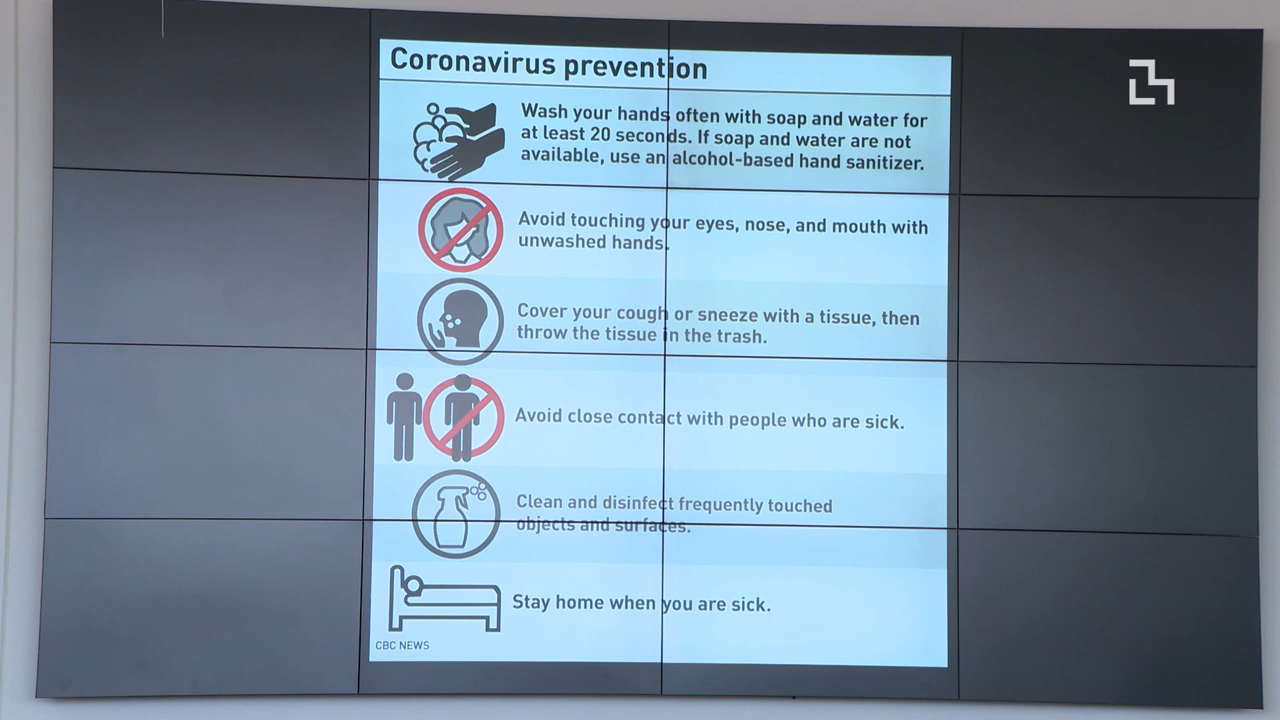 Coronavirus prevention
Wash your hands often with soap and water for
at least 20 seconds. If soap and water are not
available, use an alcohol-based hand sanitizer.
Avoid touching your eyes, nose, and mouth with
unwashed hands.
Cover your cough or sneeze with a tissue, then
throw the tissue in the trash.
Avoid close contact with people who are sick.
Clean and disinfect frequently touched
objects and surfaces.
Stay home when you are sick.
CBC NEWS